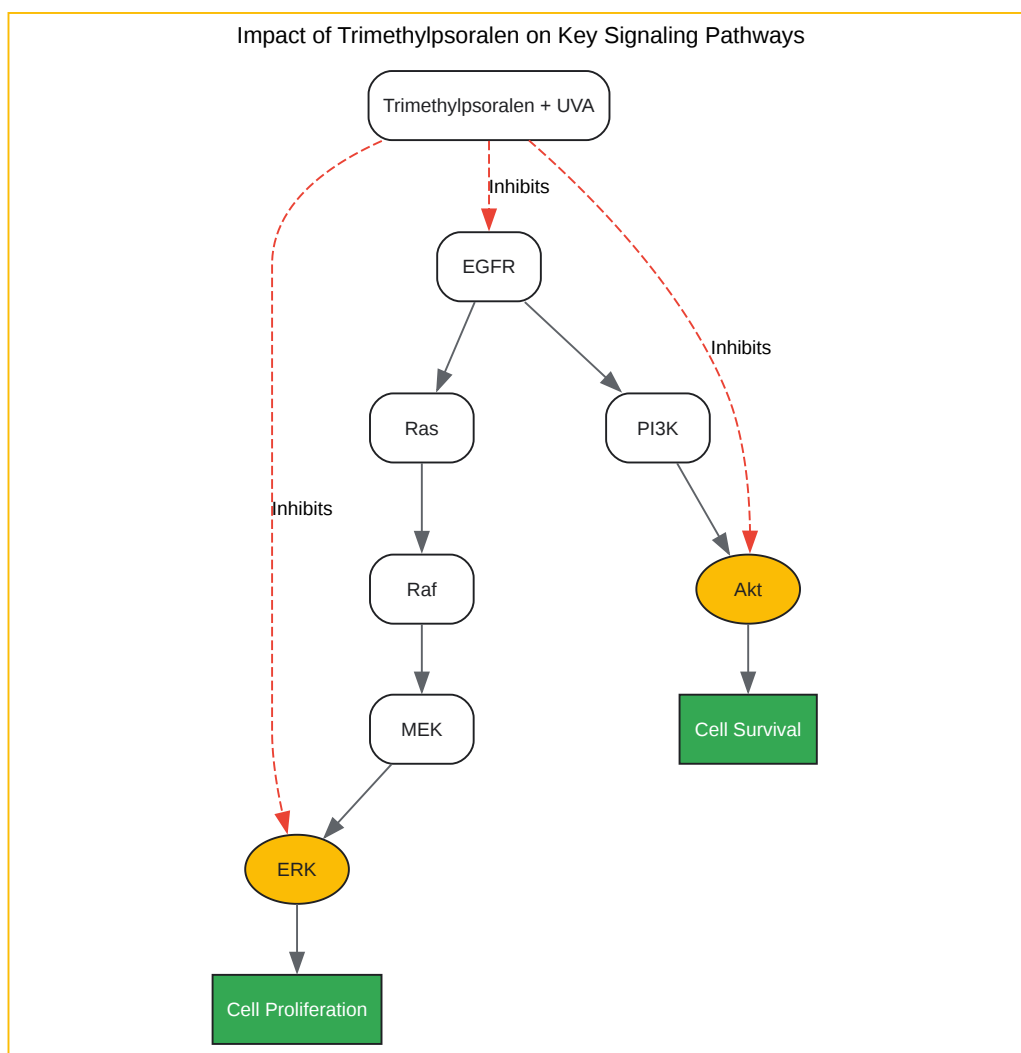 Impact of Trimethylpsoralen on Key Signaling Pathways
Trimethylpsoralen + UVA
Inhibits
EGFR
Inhibits
Ras
PI3K
Inhibits
Raf
Akt
MEK
Cell Survival
ERK
Cell Proliferation